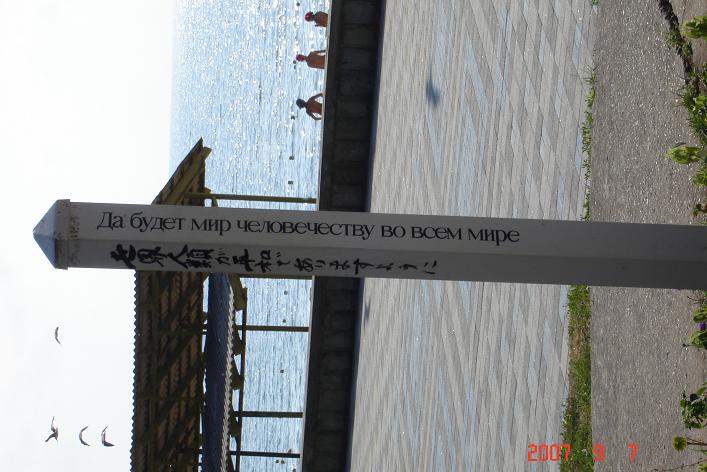 Да будет мир человечеству во всем мире
世界人類が平和でありますように
2007 9 7